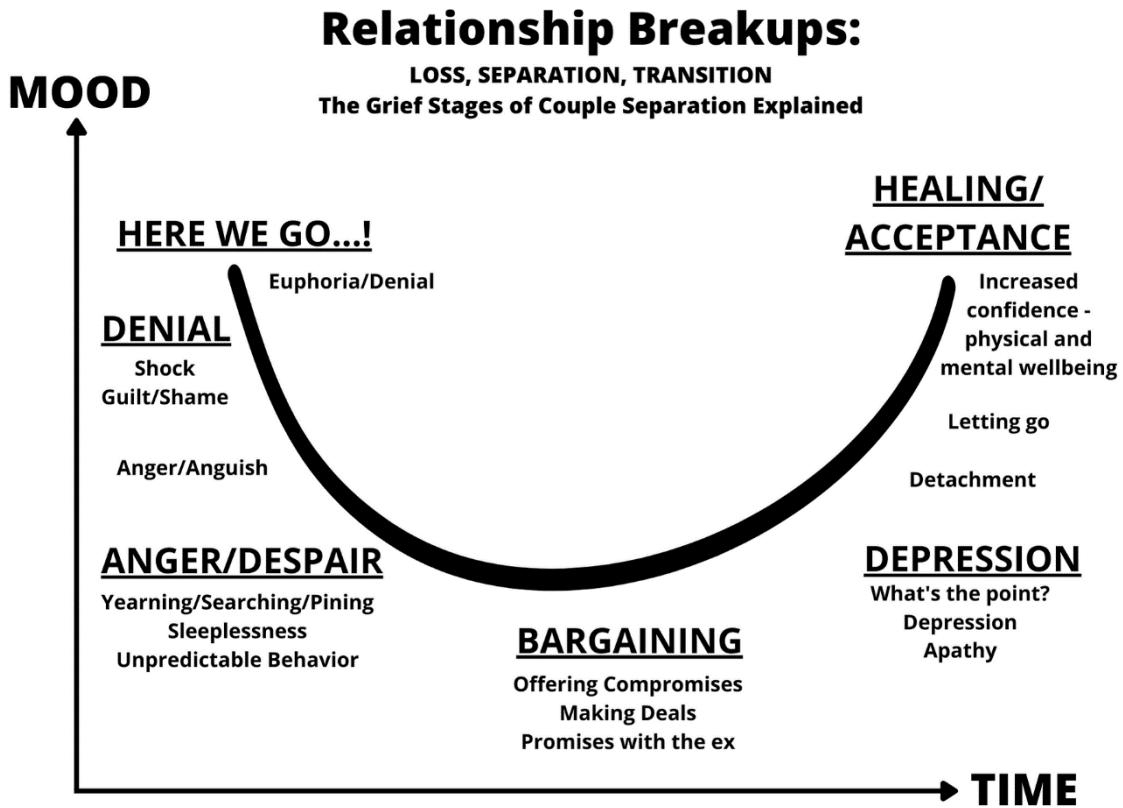 Relationship Breakups:
LOSS, SEPARATION, TRANSITION
The Grief Stages of Couple Separation Explained
MOOD
HERE WE GO...!
Euphoria/Denial
DENIAL
Shock
Guilt/Shame
Anger/Anguish
ANGER/DESPAIR
Yearning/Searching/Pining
Sleeplessness
Unpredictable Behavior
BARGAINING
Offering Compromises
Making Deals
Promises with the ex
DEPRESSION
What's the point?
Depression
Apathy
Detachment
Letting go
HEALING/
ACCEPTANCE
Increased
confidence -
physical and
mental wellbeing
TIME